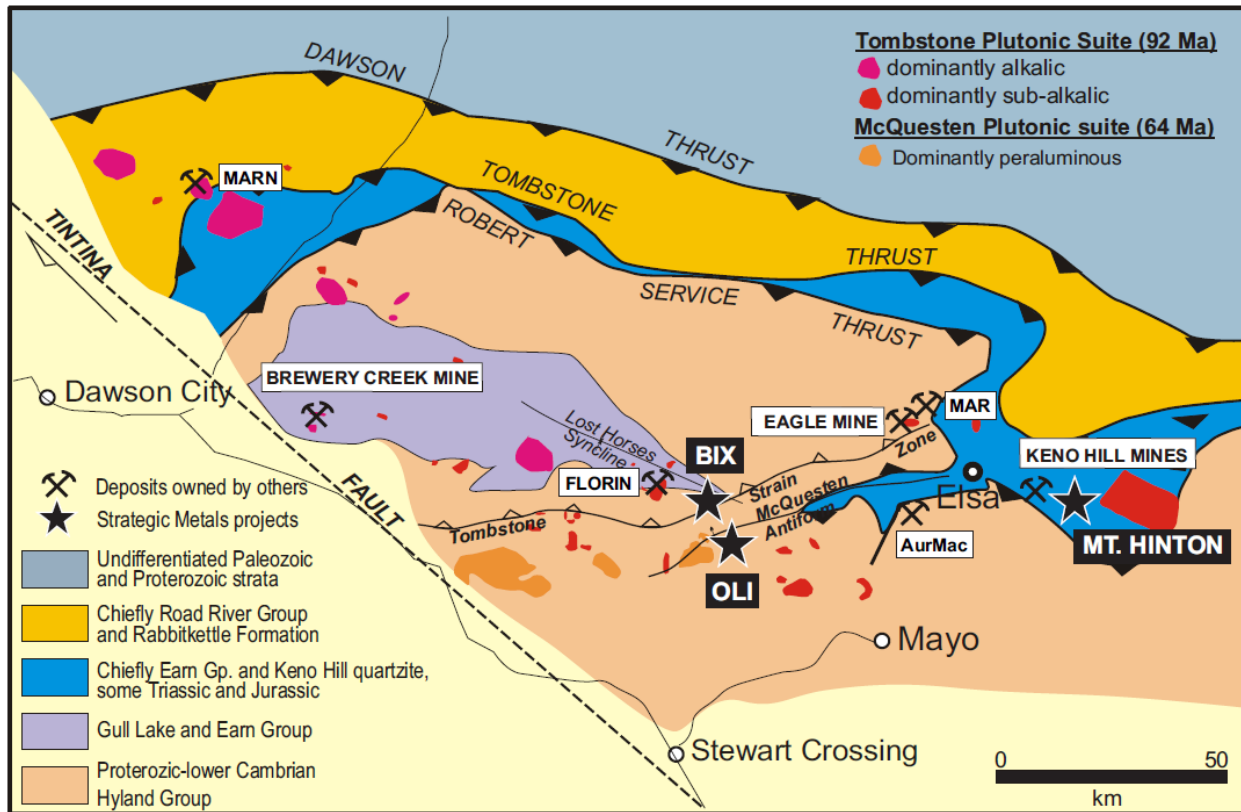 Tombstone Plutonic Suite (92 Ma)
dominantly alkalic
dominantly sub-alkalic
McQuesten Plutonic suite (64 Ma)
Dominantly peraluminous
DAWSON
THRUST
TOMBSTONE
THRUST
ROBERT
SERVICE
THRUST
MARN
TINTINA
FAULT
Dawson City
BREWERY CREEK MINE
Lost Horses
Syncline
FLORIN
BIX
EAGLE MINE
MAR
Zone
Strain
McQuesten
Antiform
Tombstone
OLI
Elsa
KENO HILL MINES
MT. HINTON
AurMac
Mayo
Stewart Crossing
Deposits owned by others
Strategic Metals projects
Undifferentiated Paleozoic
and Proterozoic strata
Chiefly Road River Group
and Rabbitkettle Formation
Chiefly Earn Gp. and Keno Hill quartzite,
some Triassic and Jurassic
Gull Lake and Earn Group
Proterozic-lower Cambrian
Hyland Group
0 50
km